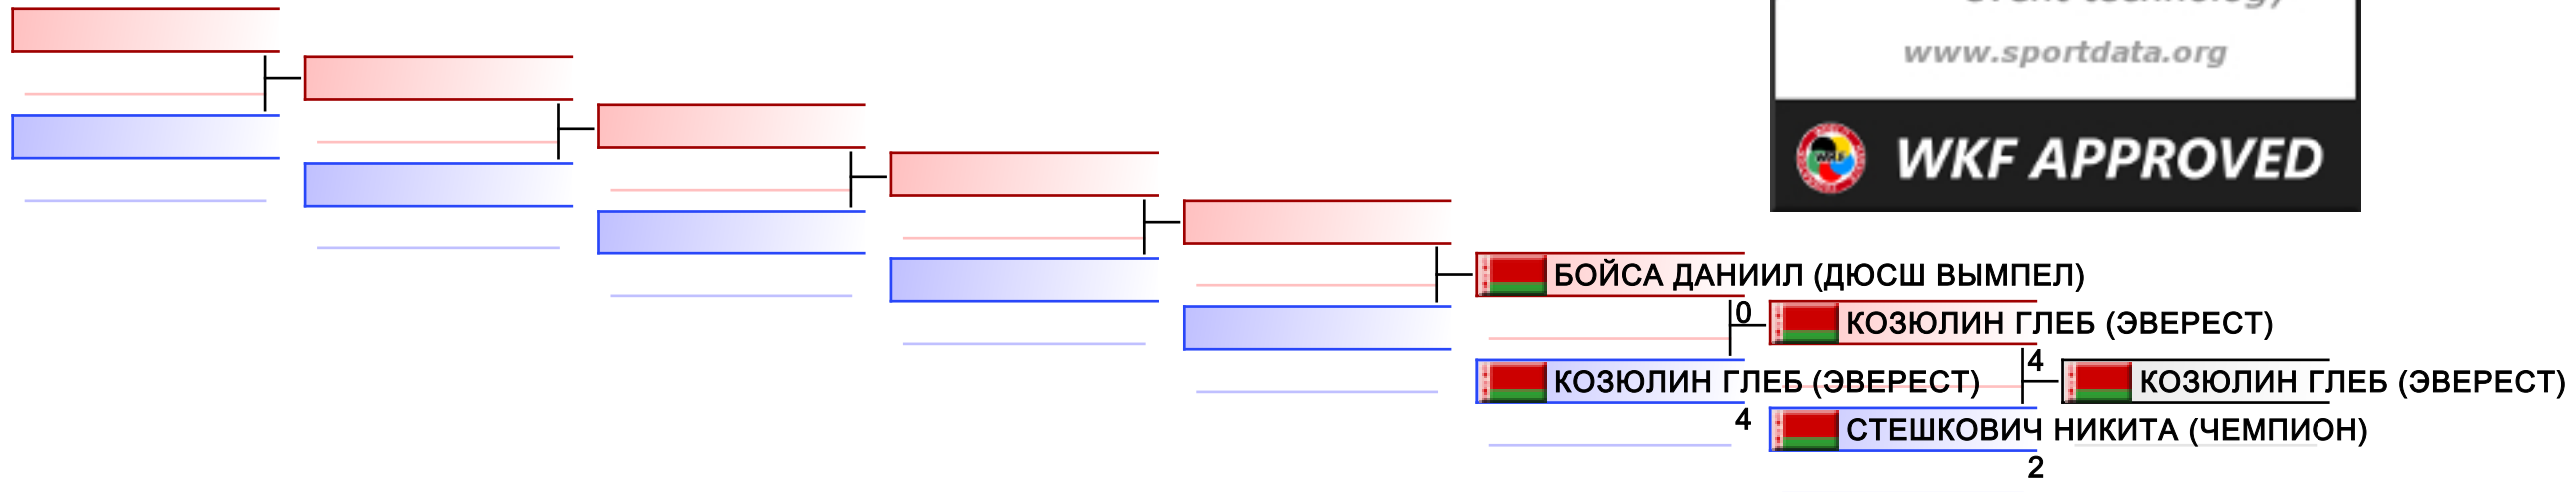 www.sportdata.org
WKF APPROVED
БОЙСА ДАНИИЛ (ДЮСШ ВЫМПЕЛ)
0
КОЗЮЛИН ГЛЕБ (ЭВЕРЕСТ)
4
КОЗЮЛИН ГЛЕБ (ЭВЕРЕСТ)
КОЗЮЛИН ГЛЕБ (ЭВЕРЕСТ)
4
СТЕШКОВИЧ НИКИТА (ЧЕМПИОН)
2